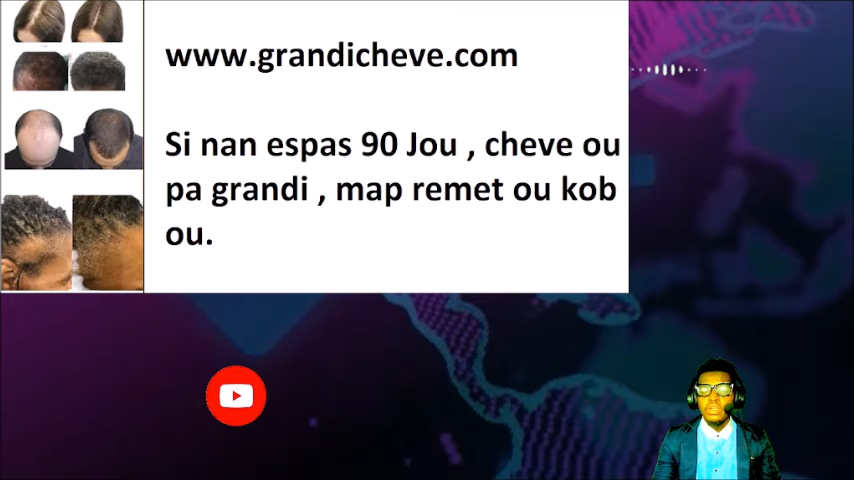 www.grandicheve.com
Si nan espas 90 Jou , cheve ou
pa grandi , map remet ou kob
ou.